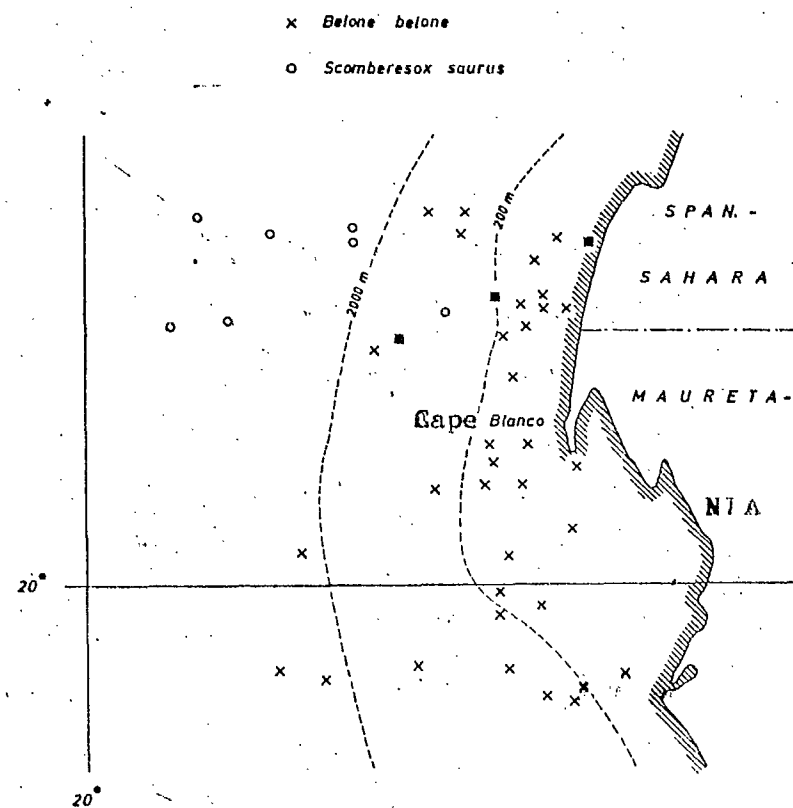 x Belone belone
o Scomberesox saurus
200 m
2000 m
SPAN.-
SAHARA
MAURETA-
Cape Blanco
NIA
20°
20°